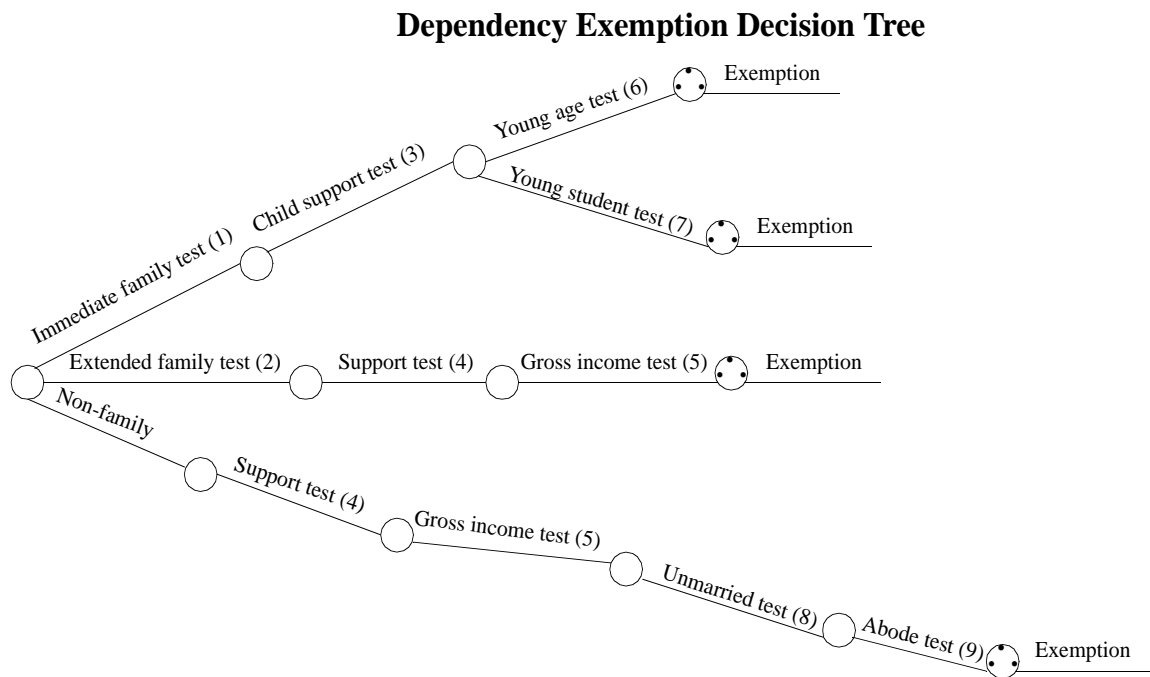 Dependency Exemption Decision Tree
Exemption
Young age test (6)
Child support test (3)
Young student test (7)
Exemption
Immediate family test (1)
Extended family test (2)
Support test (4)
Gross income test (5)
Exemption
Non-family
Support test (4)
Gross income test (5)
Unmarried test (8)
Abode test (9)
Exemption